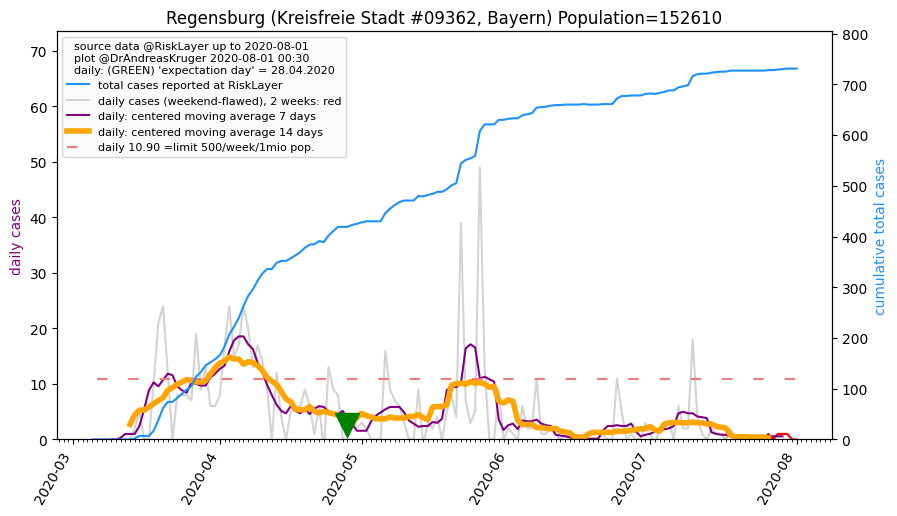 Regensburg (Kreisfreie Stadt #09362, Bayern) Population=152610
source data @RiskLayer up to 2020-08-01
plot @DrAndreasKruger 2020-08-01 00:30
daily: (GREEN) 'expectation day' = 28.04.2020
total cases reported at RiskLayer
daily cases (weekend-flawed), 2 weeks: red
daily: centered moving average 7 days
daily: centered moving average 14 days
daily 10.90 =limit 500/week/1mio pop.
daily cases
70
60
50
40
30
20
10
0
cumulative total cases
800
700
600
500
400
300
200
100
0
2020-03
2020-04
2020-05
2020-06
2020-07
2020-08